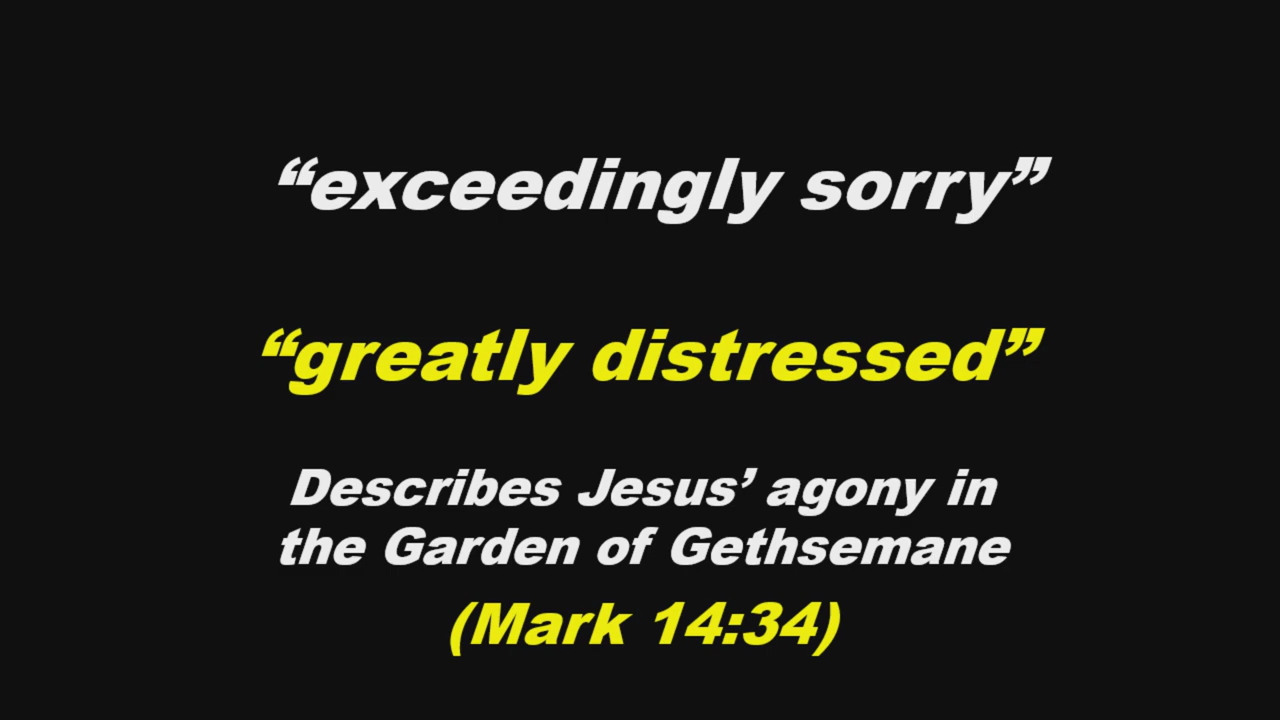 “exceedingly sorry”
“greatly distressed”
Describes Jesus’ agony in
the Garden of Gethsemane
(Mark 14:34)